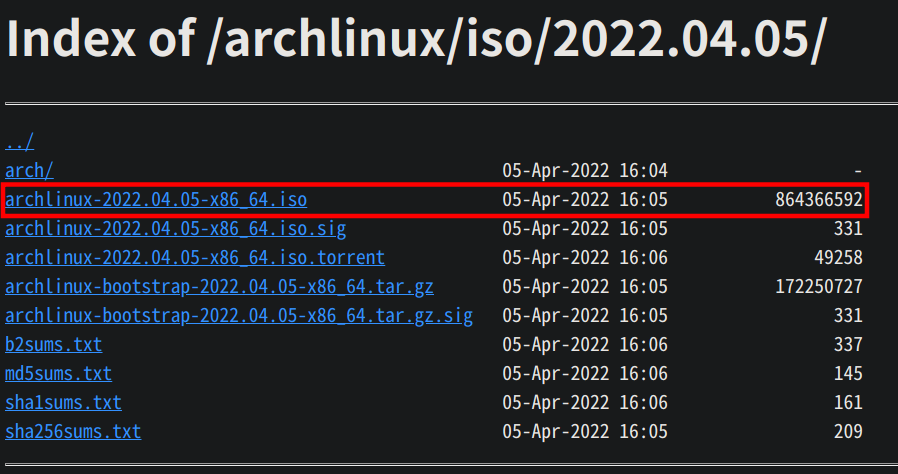 Index of /archlinux/iso/2022.04.05/
../
arch/ 05-Apr-2022 16:04 -
archlinux-2022.04.05-x86_64.iso 05-Apr-2022 16:05 864366592
archlinux-2022.04.05-x86_64.iso.sig 05-Apr-2022 16:05 331
archlinux-2022.04.05-x86_64.iso.torrent 05-Apr-2022 16:06 49258
archlinux-bootstrap-2022.04.05-x86_64.tar.gz 05-Apr-2022 16:05 172250727
archlinux-bootstrap-2022.04.05-x86_64.tar.gz.sig 05-Apr-2022 16:05 331
b2sums.txt 05-Apr-2022 16:06 337
md5sums.txt 05-Apr-2022 16:06 145
sha1sums.txt 05-Apr-2022 16:06 161
sha256sums.txt 05-Apr-2022 16:05 209